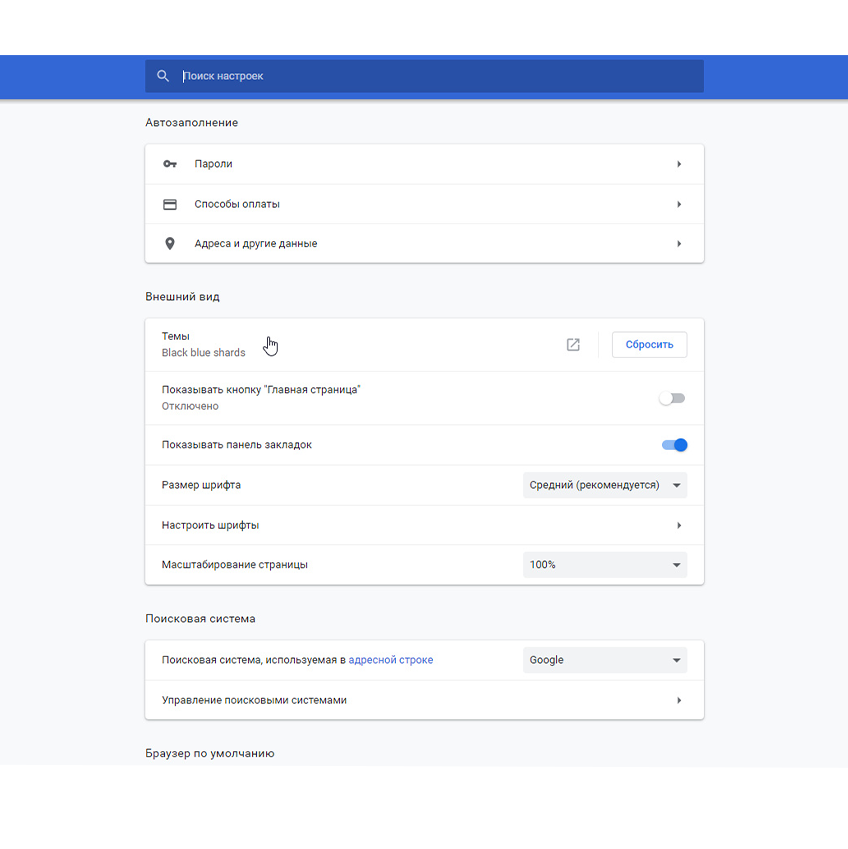 Поиск настроек
Автозаполнение
Пароли
Способы оплаты
Адреса и другие данные
Внешний вид
Темы
Black blue shards
Сбросить
Показывать кнопку "Главная страница"
Отключено
Показывать панель закладок
Размер шрифта
Средний (рекомендуется)
Настроить шрифты
Масштабирование страницы
100%
Поисковая система
Поисковая система, используемая в адресной строке
Google
Управление поисковыми системами
Браузер по умолчанию